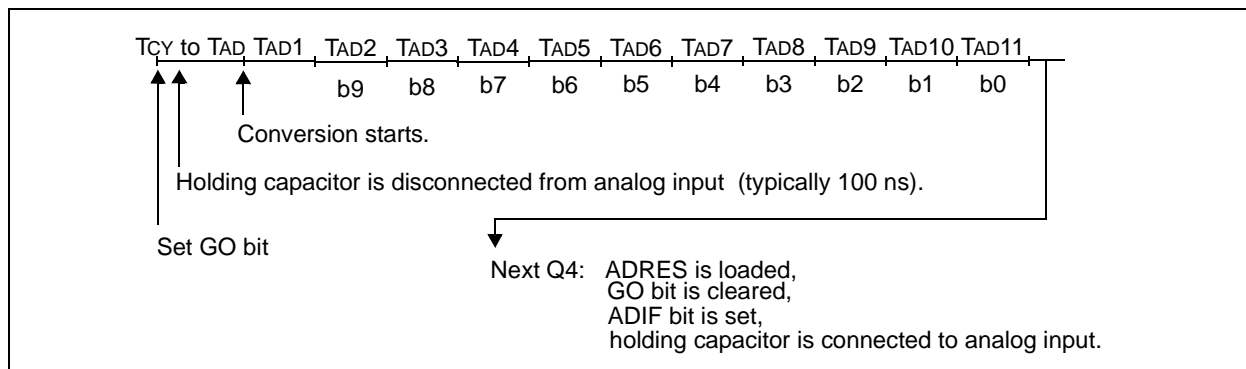 TCY to TAD TAD1 TAD2 TAD3 TAD4 TAD5 TAD6 TAD7 TAD8 TAD9 TAD10 TAD11
b9 b8 b7 b6 b5 b4 b3 b2 b1 b0
Conversion starts.
Holding capacitor is disconnected from analog input (typically 100 ns).
Set GO bit
Next Q4: ADRES is loaded,
GO bit is cleared,
ADIF bit is set,
holding capacitor is connected to analog input.